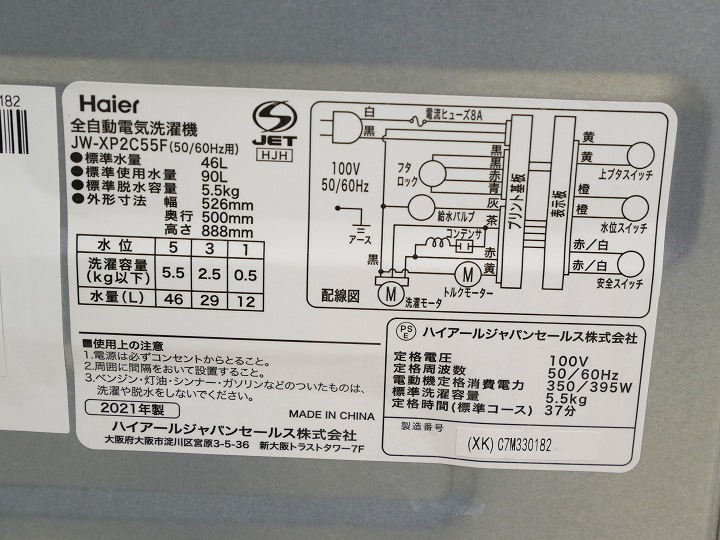 182
Haier
全自動電気洗濯機
JW-XP2C55F(50/60Hz用)
JET
HJH
●標準水量 46L
●標準使用水量 90L
●標準脱水容量 5.5kg
●外形寸法 幅 526mm
奥行 500mm
高さ 888mm
水位 5 3 1
洗濯容量(kg以下) 5.5 2.5 0.5
水量(L) 46 29 12
白
電流ヒューズ8A
黒
100V
50/60Hz
アース
フタロック
黒
黒
赤
青
灰
給水バルブ
茶
コンデンサ
黒
赤
黄
M
洗濯モータ
M
トルクモーター
配線図
プリント基板
表示板
黄
黄
上ブタスイッチ
橙
橙
水位スイッチ
赤/白
赤/白
安全スイッチ
■使用上の注意
1.電源は必ずコンセントからとること。
2.周囲に間隔をおいて設置すること。
3.ベンジン・灯油・シンナー・ガソリンなどのついたものは、
洗濯や脱水をしないでください。
2021年製
MADE IN CHINA
ハイアールジャパンセールス株式会社
大阪府大阪市淀川区宮原3-5-36 新大阪トラストタワー7F
PSE
ハイアールジャパンセールス株式会社
定格電圧 100V
定格周波数 50/60Hz
電動機定格消費電力 350/395W
標準洗濯容量 5.5kg
定格時間(標準コース) 37分
製造番号
(XK) C7M330182